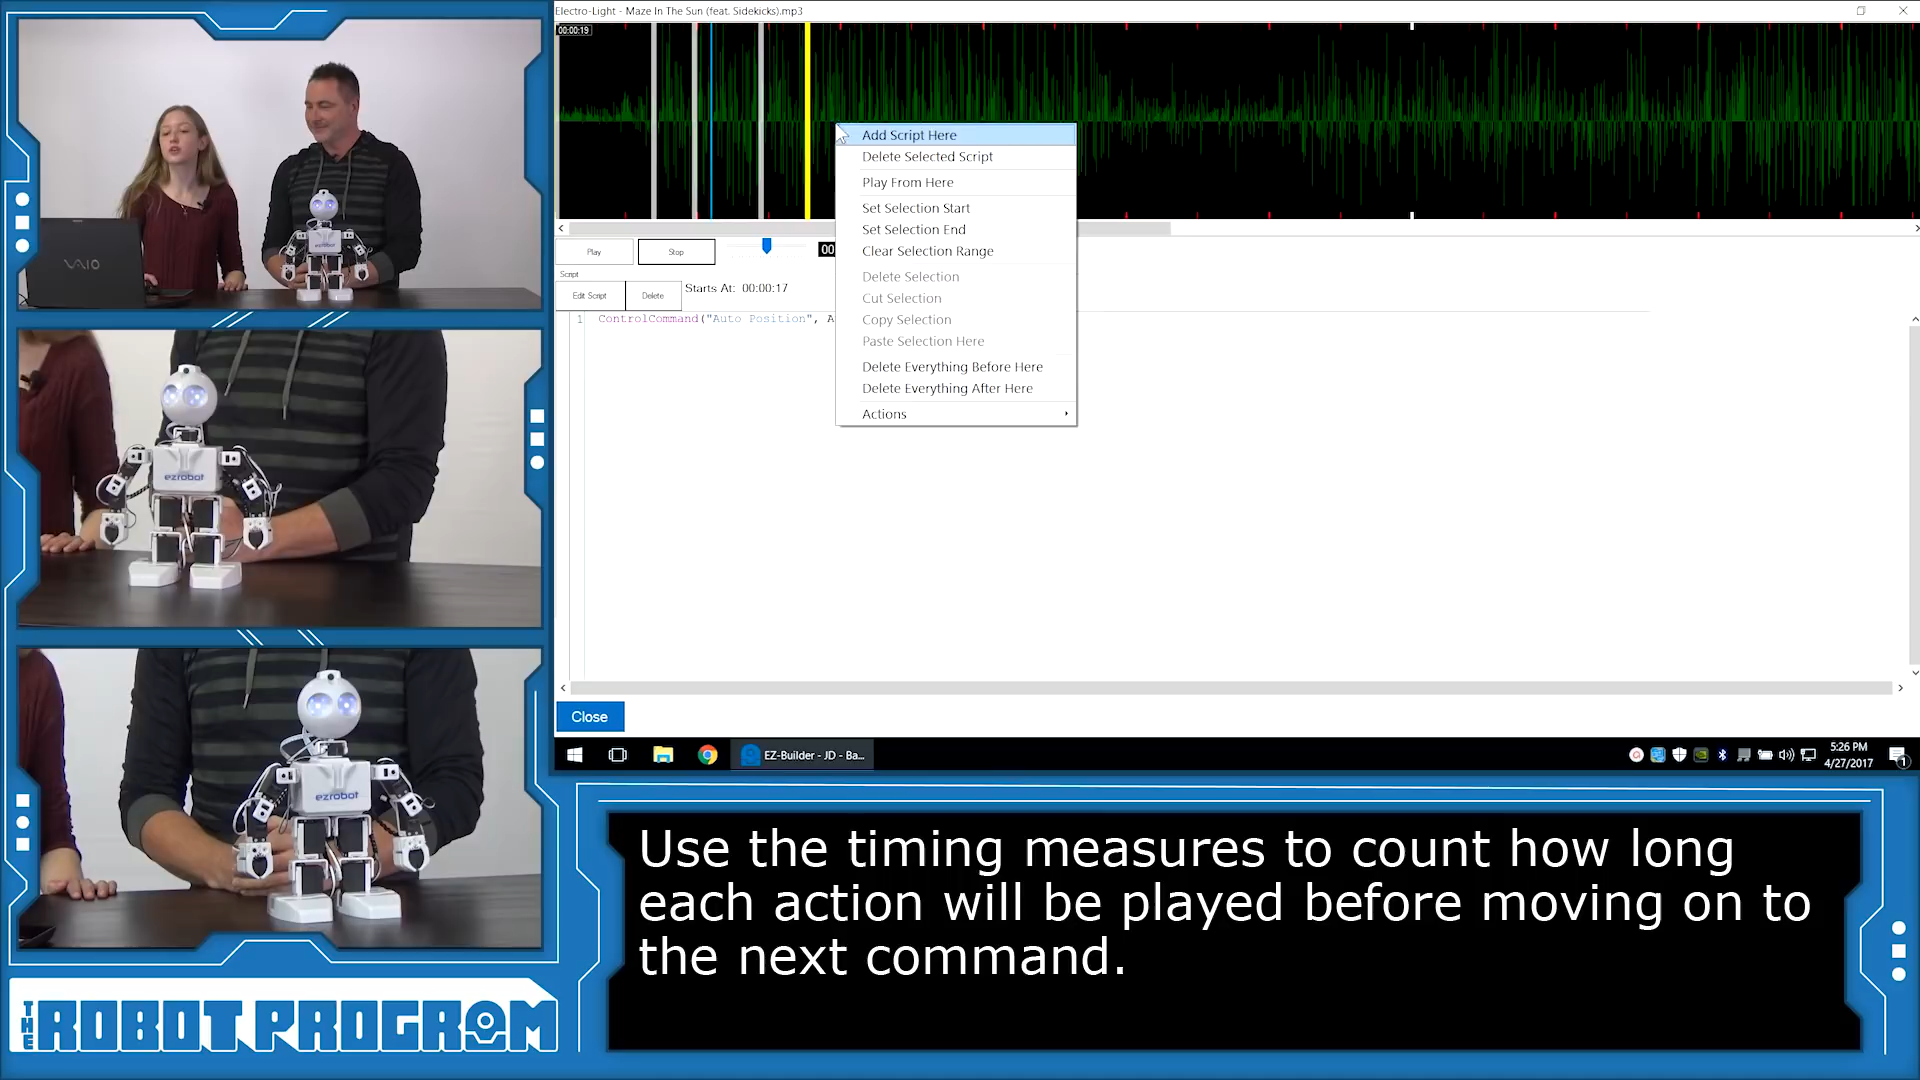 Electro-Light - Maze In The Sun (feat. Sidekicks).mp3
00:00:19
Add Script Here
Delete Selected Script
Play From Here
Set Selection Start
Set Selection End
Clear Selection Range
Delete Selection
Cut Selection
Copy Selection
Paste Selection Here
Delete Everything Before Here
Delete Everything After Here
Actions
Play
Stop
00
Script
Edit Script
Delete
Starts At: 00:00:17
1
ControlCommand("Auto Position", A
Close
EZ-Builder - JD - Ba...
5:26 PM
4/27/2017
1
VAIO
ezrobot
ezrobot
ezrobot
Use the timing measures to count how long
each action will be played before moving on to
the next command.
THE ROBOT PROGRAM